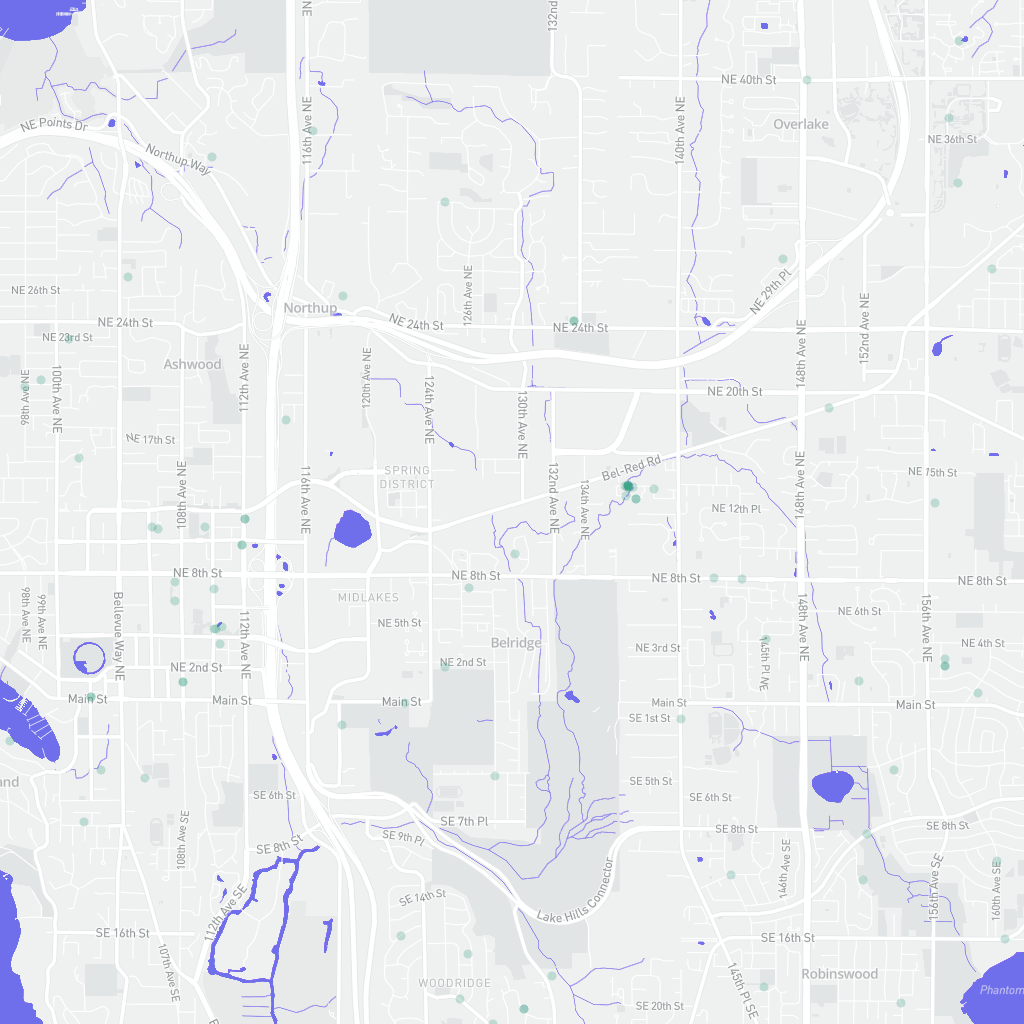 132nd
NE 40th St
NE Points Dr
116th Ave NE
140th Ave NE
Overlake
NE 36th St
Northup Way
NE 26th St
Northup
126th Ave NE
NE 29th Pl
NE 24th St
NE 24th St
NE 24th St
NE 23rd St
152nd Ave NE
148th Ave NE
Ashwood
112th Ave NE
120th Ave NE
124th Ave NE
98th Ave NE
100th Ave NE
130th Ave NE
NE 20th St
NE 17th St
108th Ave NE
116th Ave NE
SPRING
DISTRICT
Bel-Red Rd
132nd Ave NE
134th Ave NE
148th Ave NE
NE 15th St
NE 12th Pl
NE 8th St
NE 8th St
NE 8th St
NE 8th St
98th Ave NE
99th Ave NE
Bellevue Way NE
112th Ave NE
MIDLAKES
NE 5th St
Belridge
NE 6th St
148th Ave NE
156th Ave NE
NE 4th St
NE 3rd St
145th Pl NE
NE 2nd St
NE 2nd St
Main St
Main St
Main St
Main St
Main St
SE 1st St
SE 5th St
SE 6th St
SE 6th St
SE 7th Pl
SE 8th St
SE 8th St
SE 8th St
SE 9th Pl
108th Ave SE
146th Ave SE
156th Ave SE
160th Ave SE
112th Ave SE
SE 14th St
Lake Hills Connector
SE 16th St
SE 16th St
107th Ave SE
WOODRIDGE
145th Pl SE
Robinswood
SE 20th St
Phantom